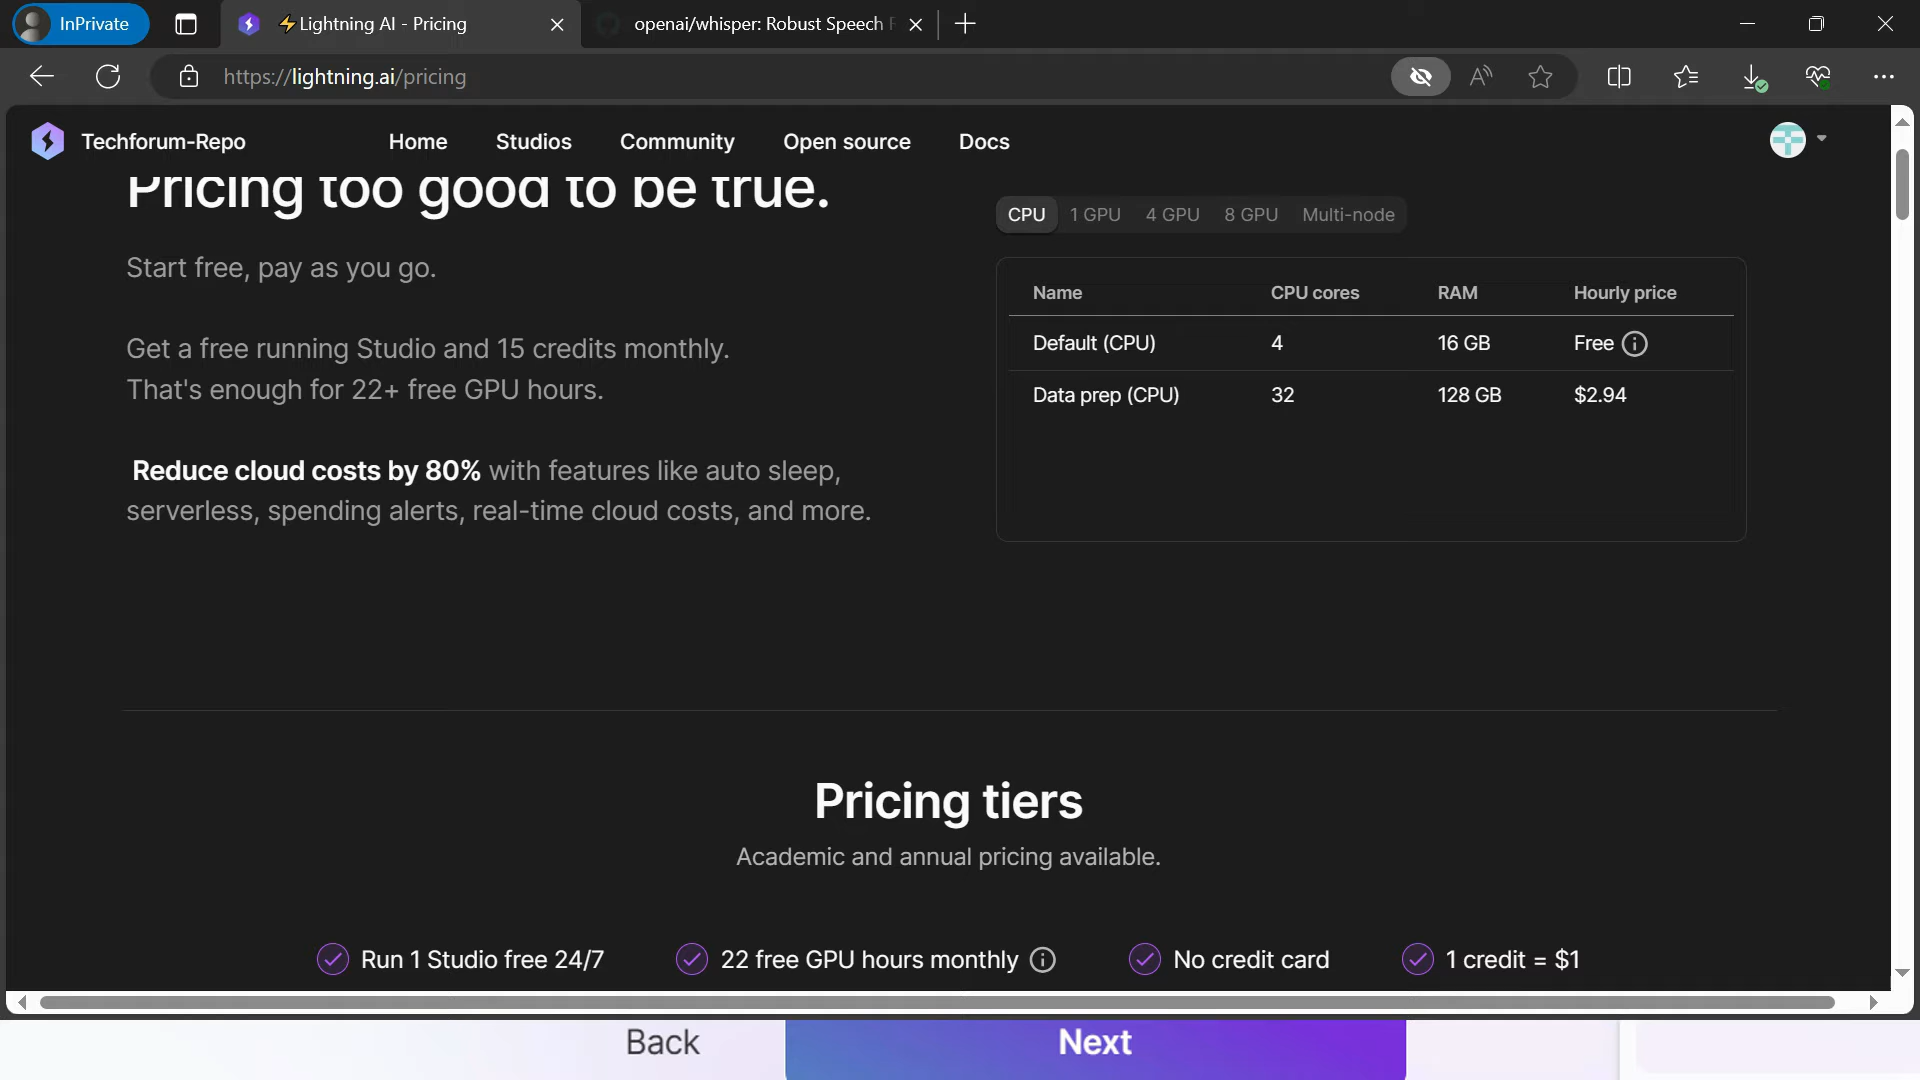 InPrivate
⚡Lightning AI - Pricing
openai/whisper: Robust Speech
https://lightning.ai/pricing
Techforum-Repo
Home
Studios
Community
Open source
Docs
Pricing too good to be true.
Start free, pay as you go.
Get a free running Studio and 15 credits monthly.
That's enough for 22+ free GPU hours.
Reduce cloud costs by 80% with features like auto sleep,
serverless, spending alerts, real-time cloud costs, and more.
CPU 1 GPU 4 GPU 8 GPU Multi-node
Name CPU cores RAM Hourly price
Default (CPU) 4 16 GB Free
Data prep (CPU) 32 128 GB $2.94
Pricing tiers
Academic and annual pricing available.
Run 1 Studio free 24/7
22 free GPU hours monthly
No credit card
1 credit = $1
Back
Next